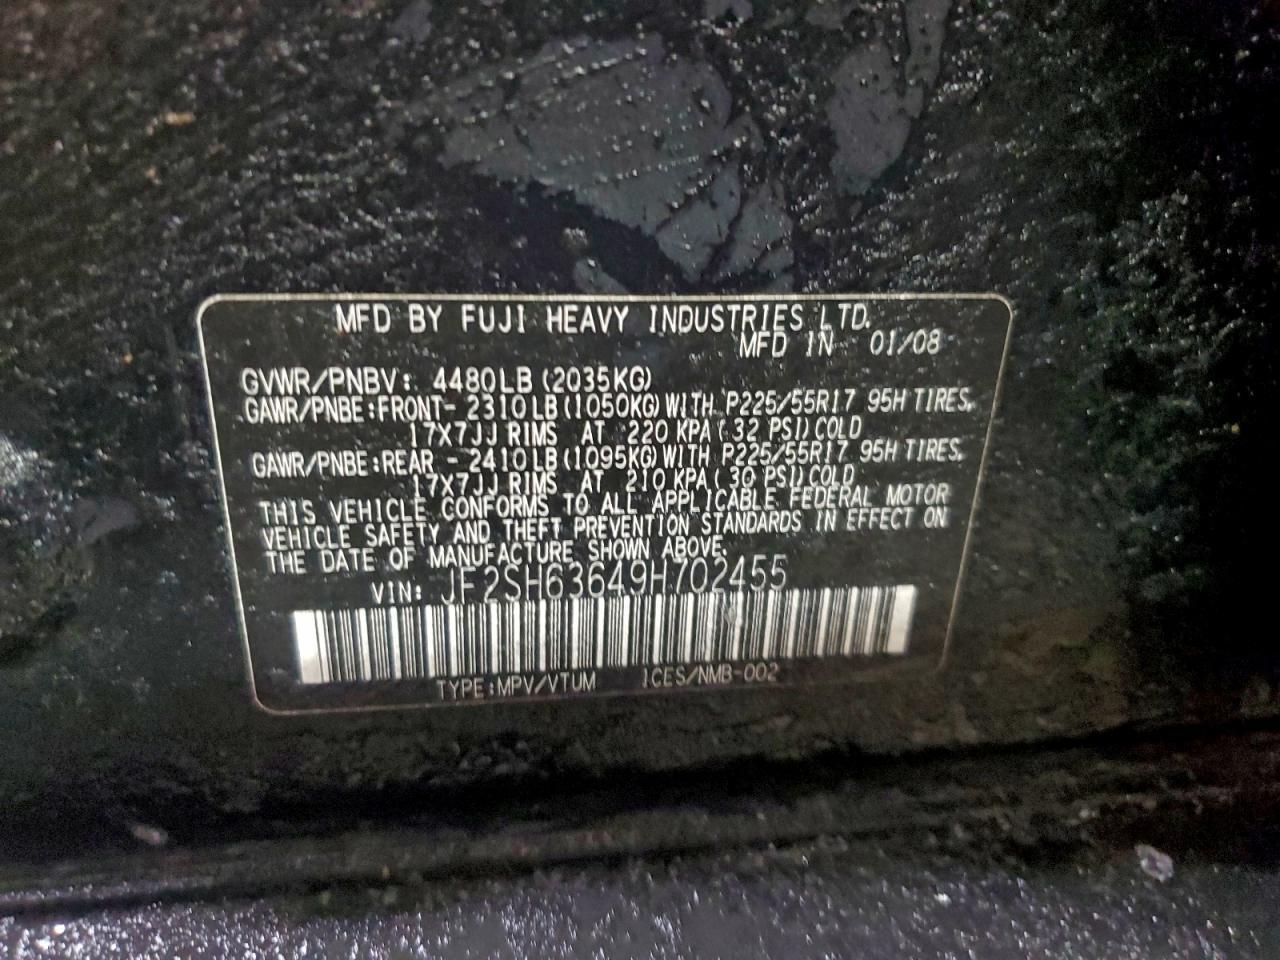 MFD BY FUJI HEAVY INDUSTRIES LTD.
MFD IN 01/08
GVWR/PNBV: 4480LB (2035KG)
GAWR/PNBE:FRONT- 2310LB (1050KG) WITH P225/55R17 95H TIRES,
17X7JJ RIMS AT 220 KPA ( 32 PSI) COLD
GAWR/PNBE:REAR - 2410LB (1095KG) WITH P225/55R17 95H TIRES,
17X7JJ RIMS AT 210 KPA ( 30 PSI) COLD
THIS VEHICLE CONFORMS TO ALL APPLICABLE FEDERAL MOTOR
VEHICLE SAFETY AND THEFT PREVENTION STANDARDS IN EFFECT ON
THE DATE OF MANUFACTURE SHOWN ABOVE.
VIN: JF2SH63649H702455
TYPE:MPV/VTUM ICES/NMB-002